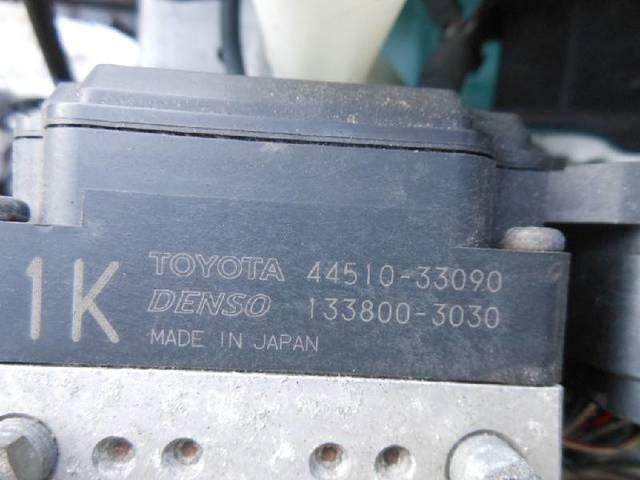 1K
TOYOTA 44510-33090
DENSO 133800-3030
MADE IN JAPAN